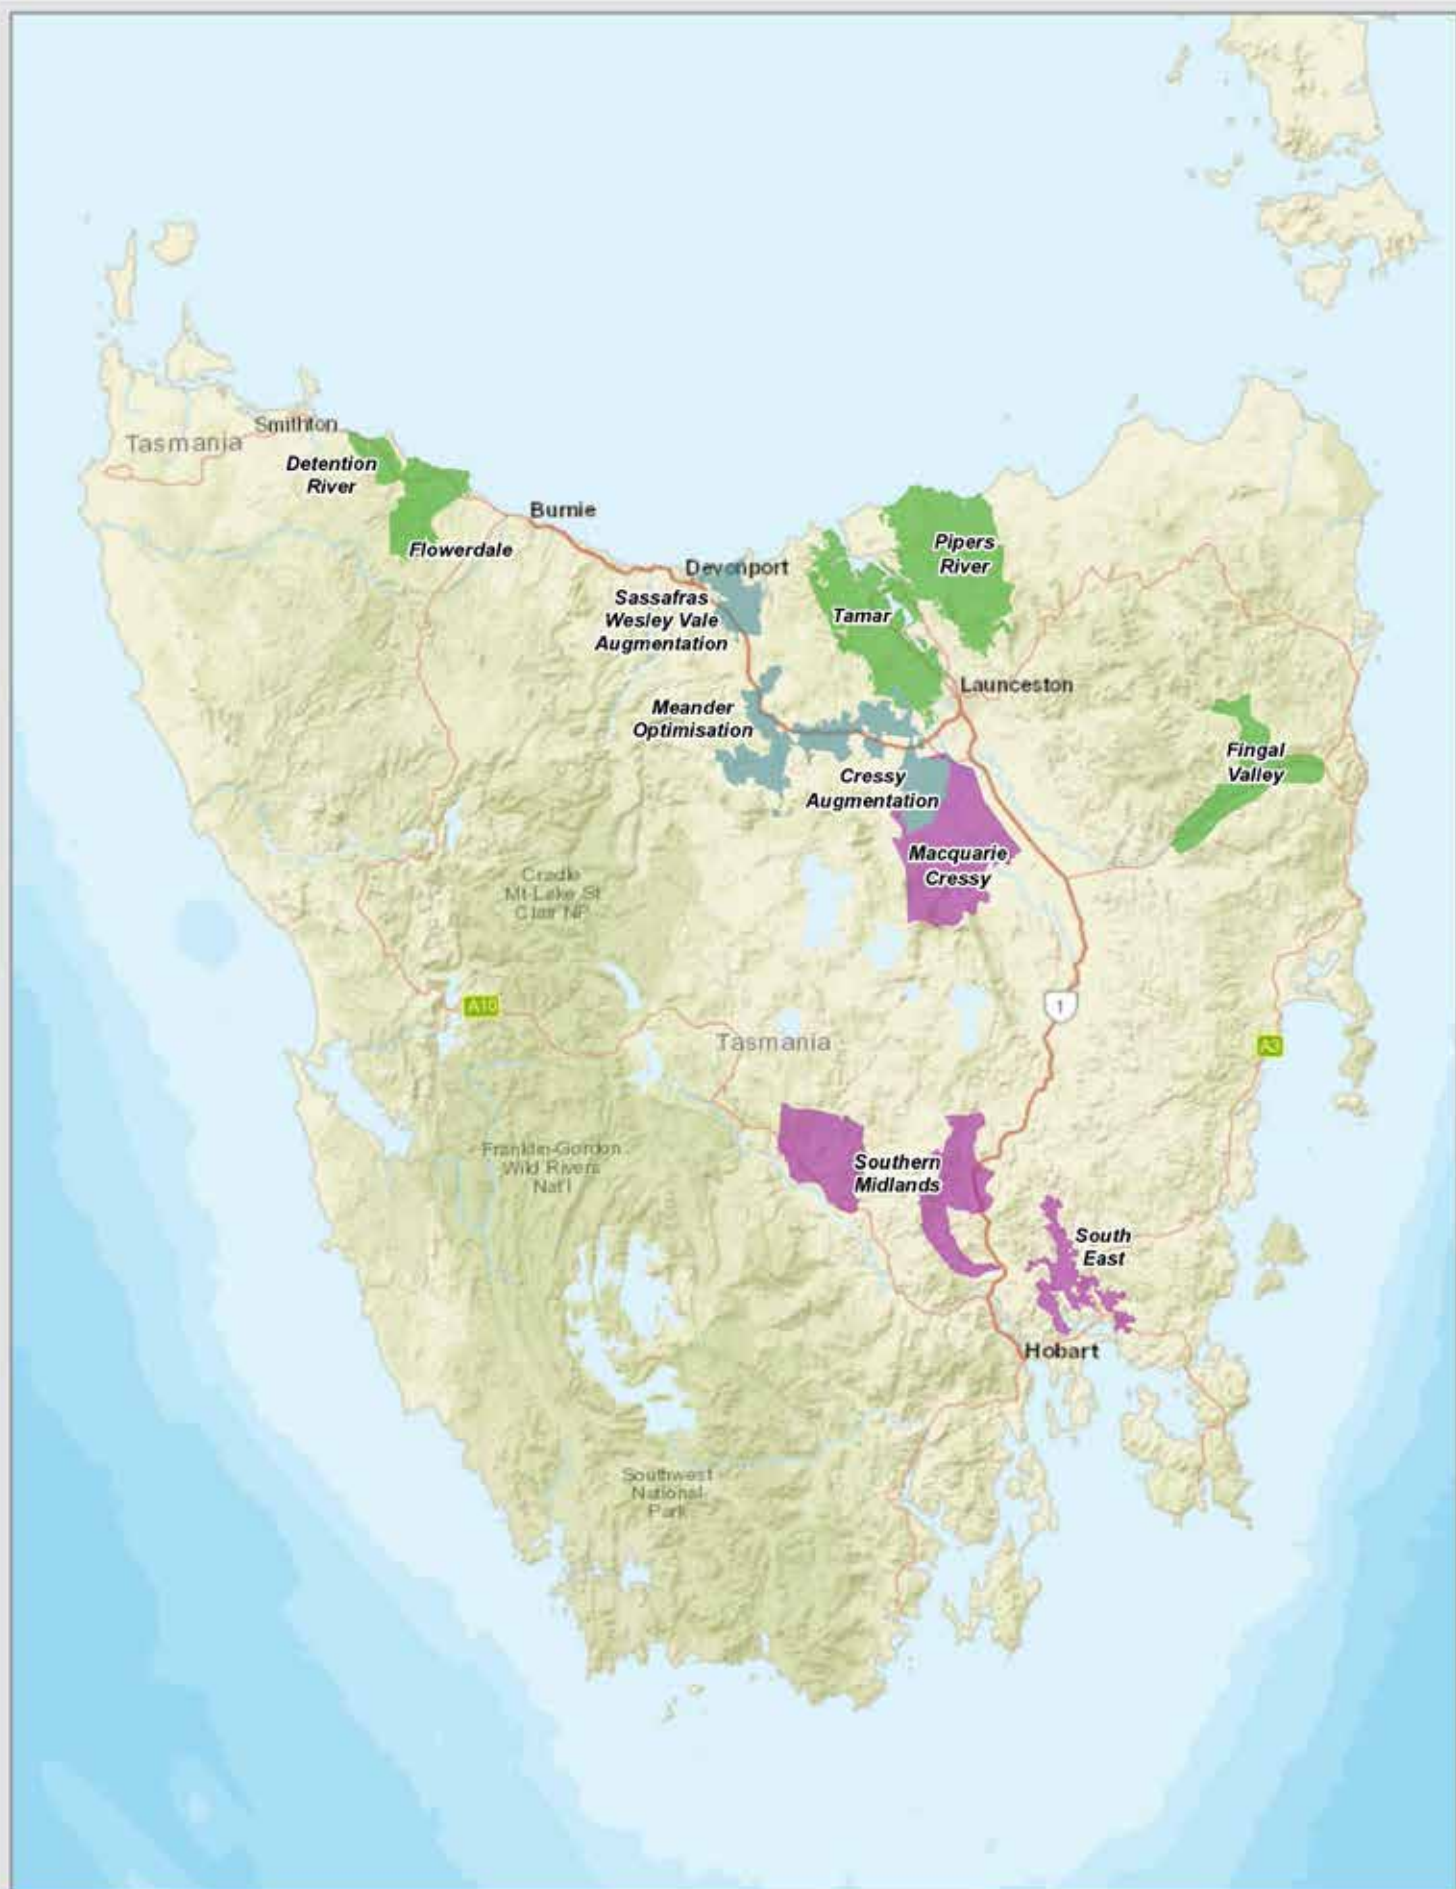 Smithton
Tasmania
Detention
River
Burnie
Flowerdale
Pipers
River
Devonport
Sassafras
Wesley Vale
Augmentation
Tamar
Launceston
Meander
Optimisation
Fingal
Valley
Cressy
Augmentation
Macquarie
Cressy
Cradle
Mt-Lake St
Clair NP
A10
1
Tasmania
A3
Franklin-Gordon
Wild Rivers
Nat'l
Southern
Midlands
South
East
Hobart
Southwest
National
Park